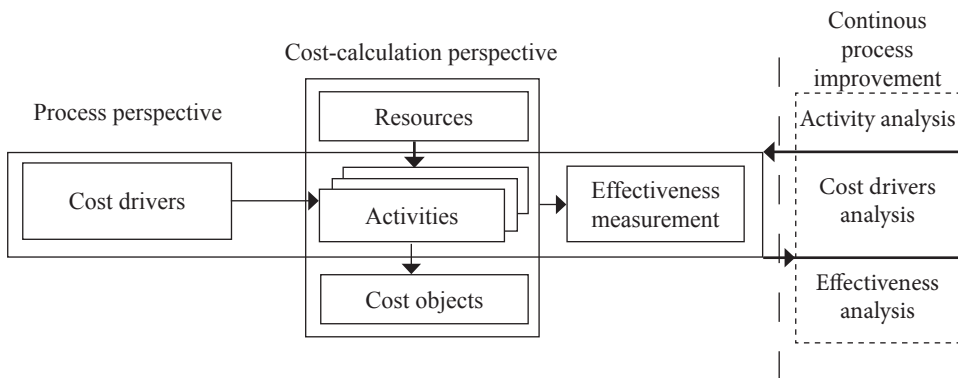 Cost-calculation perspective
Process perspective
Resources
Cost drivers
Activities
Effectiveness
measurement
Cost objects
Continous
process
improvement
Activity analysis
Cost drivers
analysis
Effectiveness
analysis